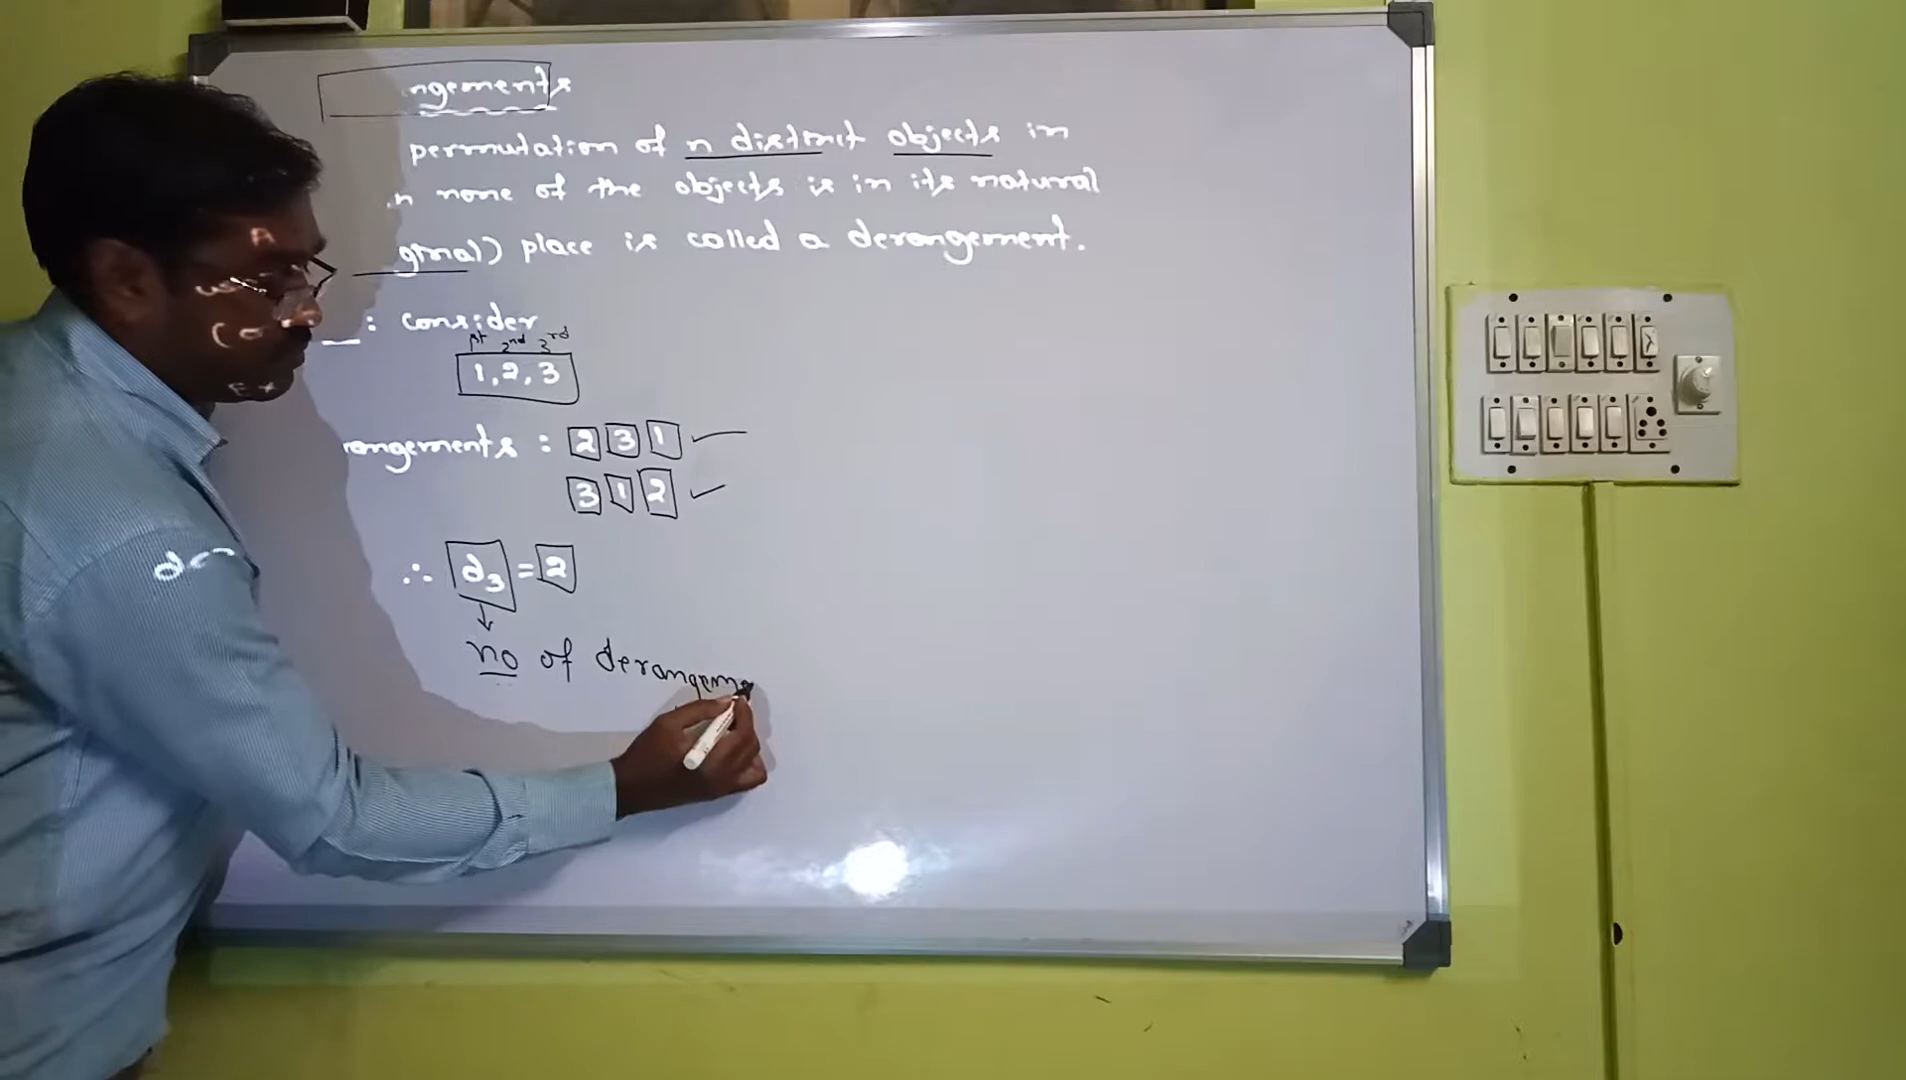 ngements
permutation of n distinct objects in
none of the objects is in its natural
ginal) place is called a derangement.
: consider
1st 2nd 3rd
1, 2, 3
rangements : 2 3 1
3 1 2
∴ d3 = 2
↓
no of derangeme